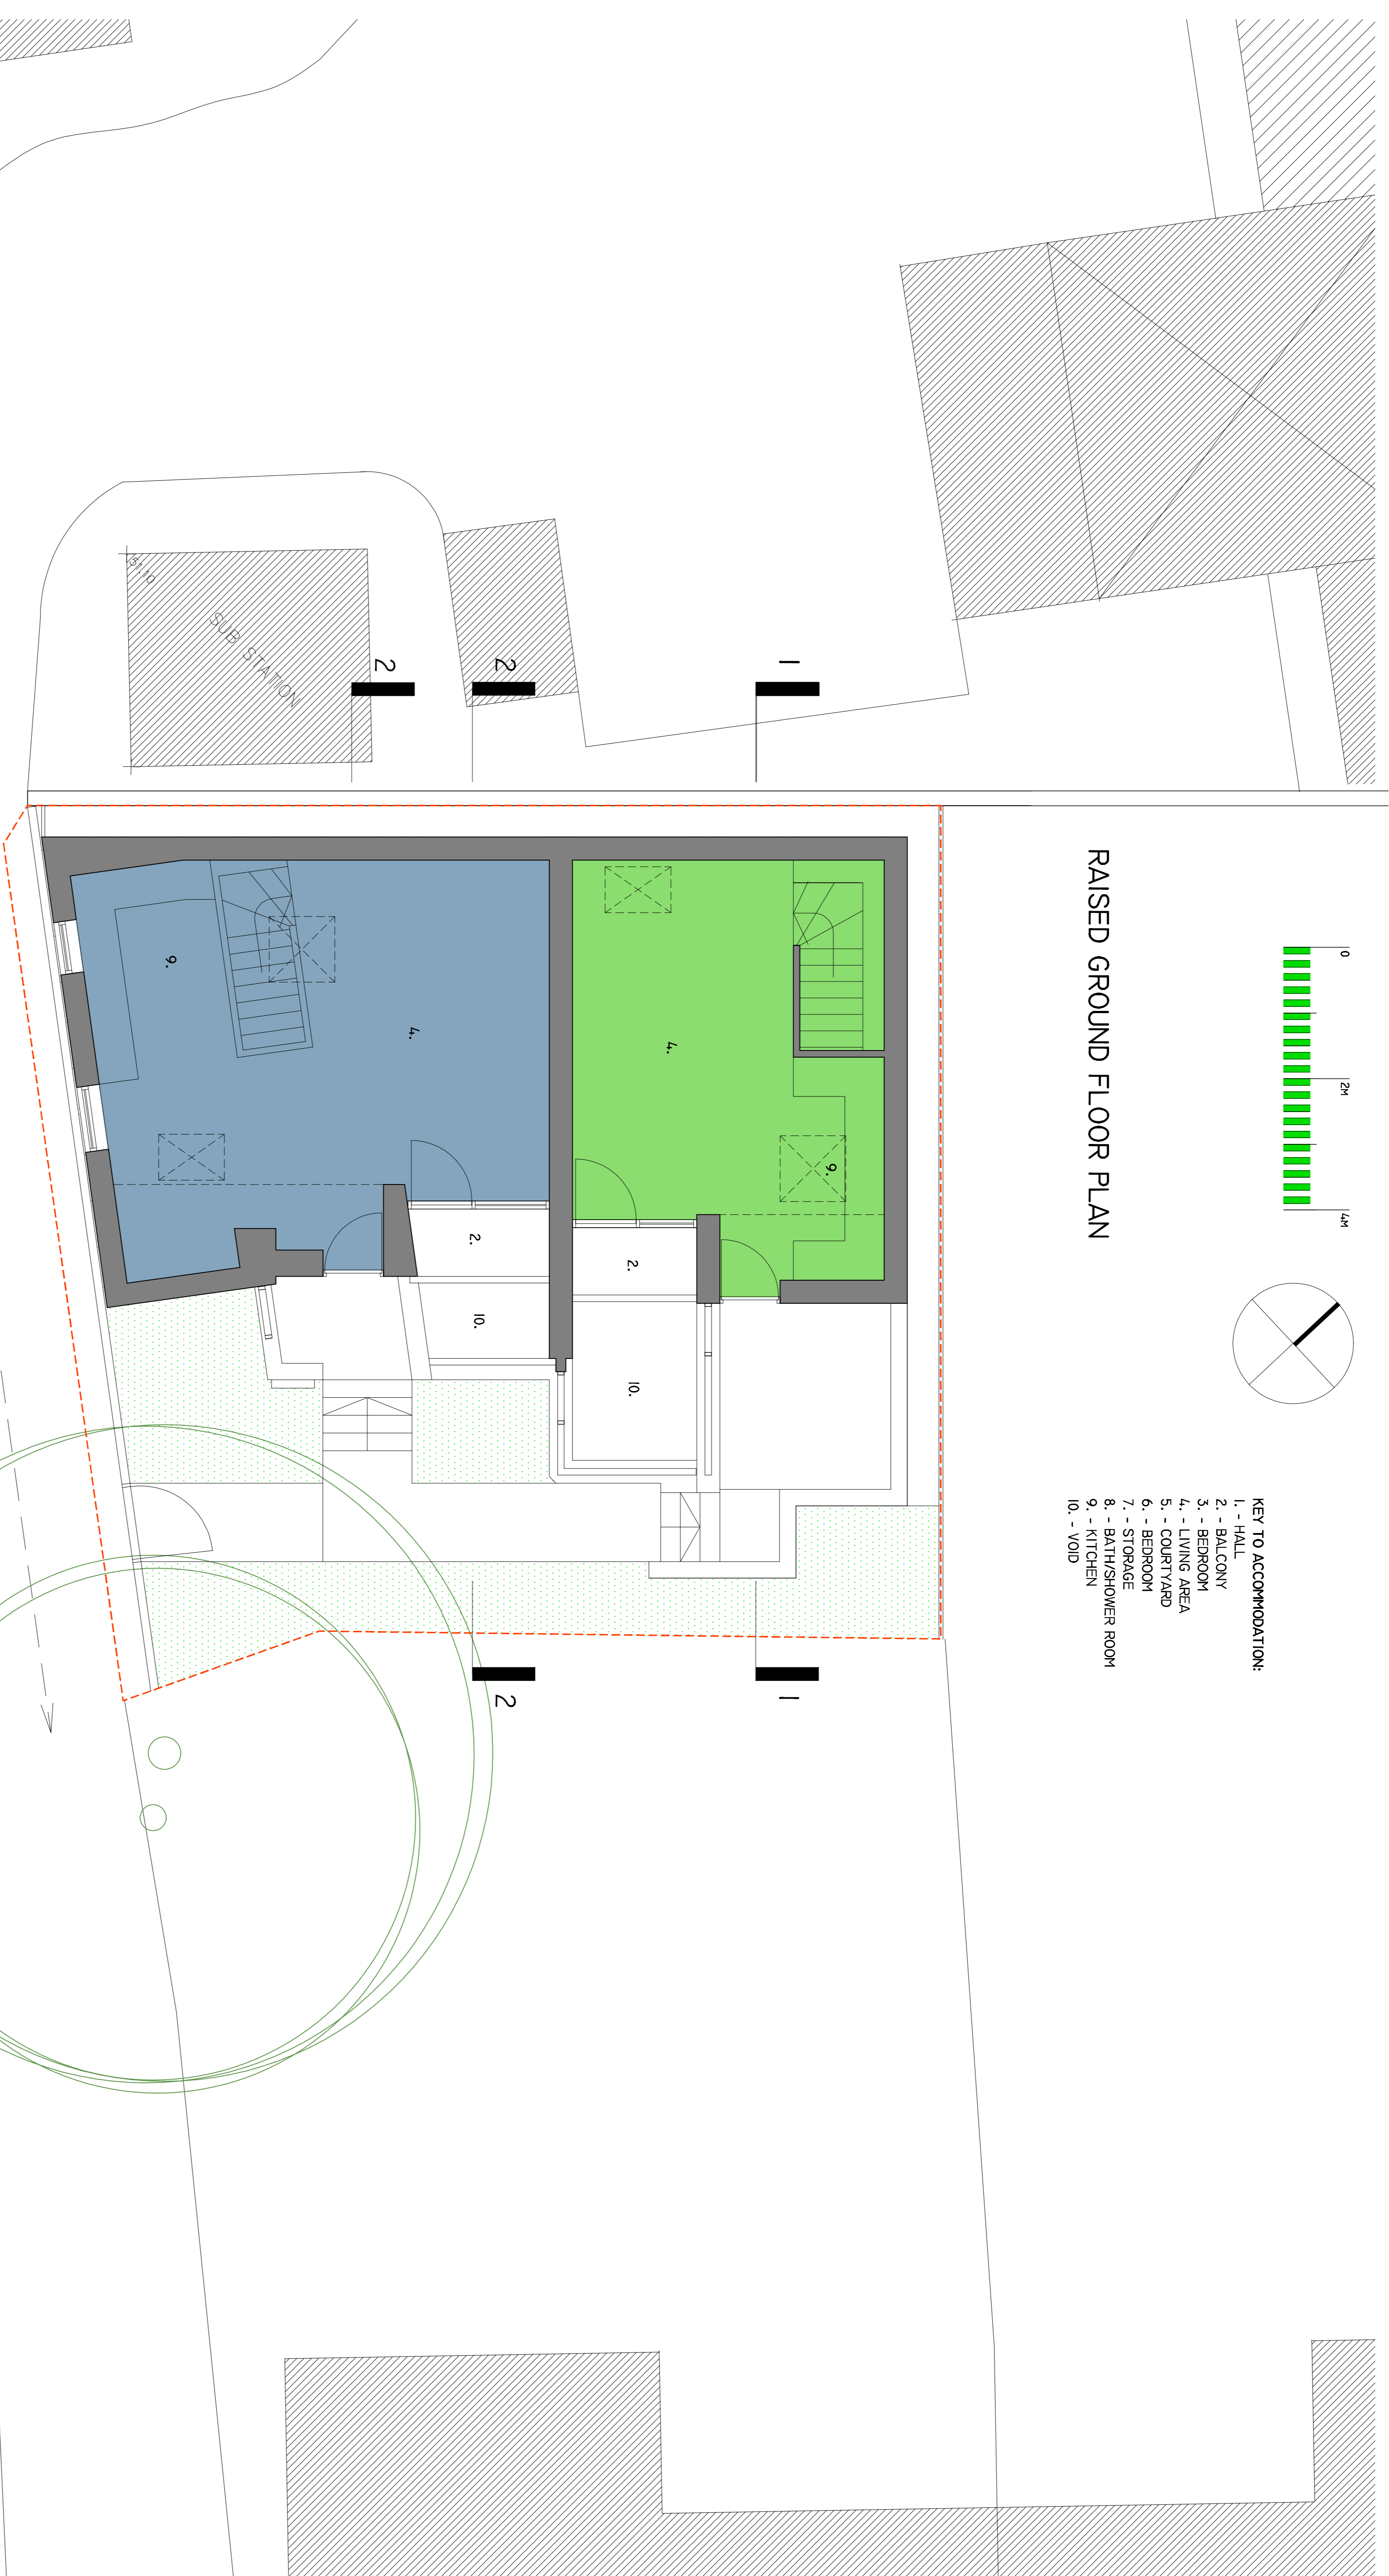 0
2M
4M
KEY TO ACCOMMODATION:
1. - HALL
2. - BALCONY
3. - BEDROOM
4. - LIVING AREA
5. - COURTYARD
6. - BEDROOM
7. - STORAGE
8. - BATH/SHOWER ROOM
9. - KITCHEN
10. - VOID
RAISED GROUND FLOOR PLAN
1
1
9.
4.
2.
10.
2
2
2
2.
10.
4.
9.
51.10
SUB STATION